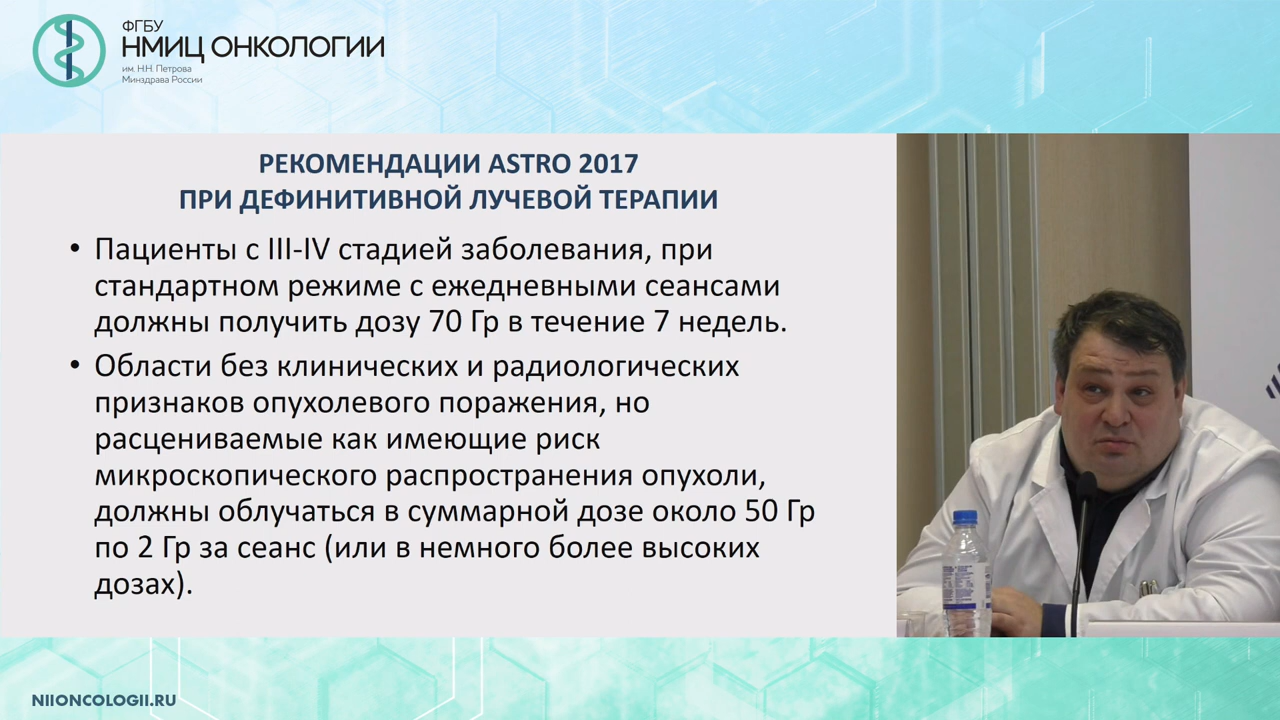 ФГБУ
НМИЦ ОНКОЛОГИИ
им. Н.Н. Петрова
Минздрава России
РЕКОМЕНДАЦИИ ASTRO 2017
ПРИ ДЕФИНИТИВНОЙ ЛУЧЕВОЙ ТЕРАПИИ
• Пациенты с III-IV стадией заболевания, при
стандартном режиме с ежедневными сеансами
должны получить дозу 70 Гр в течение 7 недель.
• Области без клинических и радиологических
признаков опухолевого поражения, но
расцениваемые как имеющие риск
микроскопического распространения опухоли,
должны облучаться в суммарной дозе около 50 Гр
по 2 Гр за сеанс (или в немного более высоких
дозах).
NIIONCOLOGII.RU